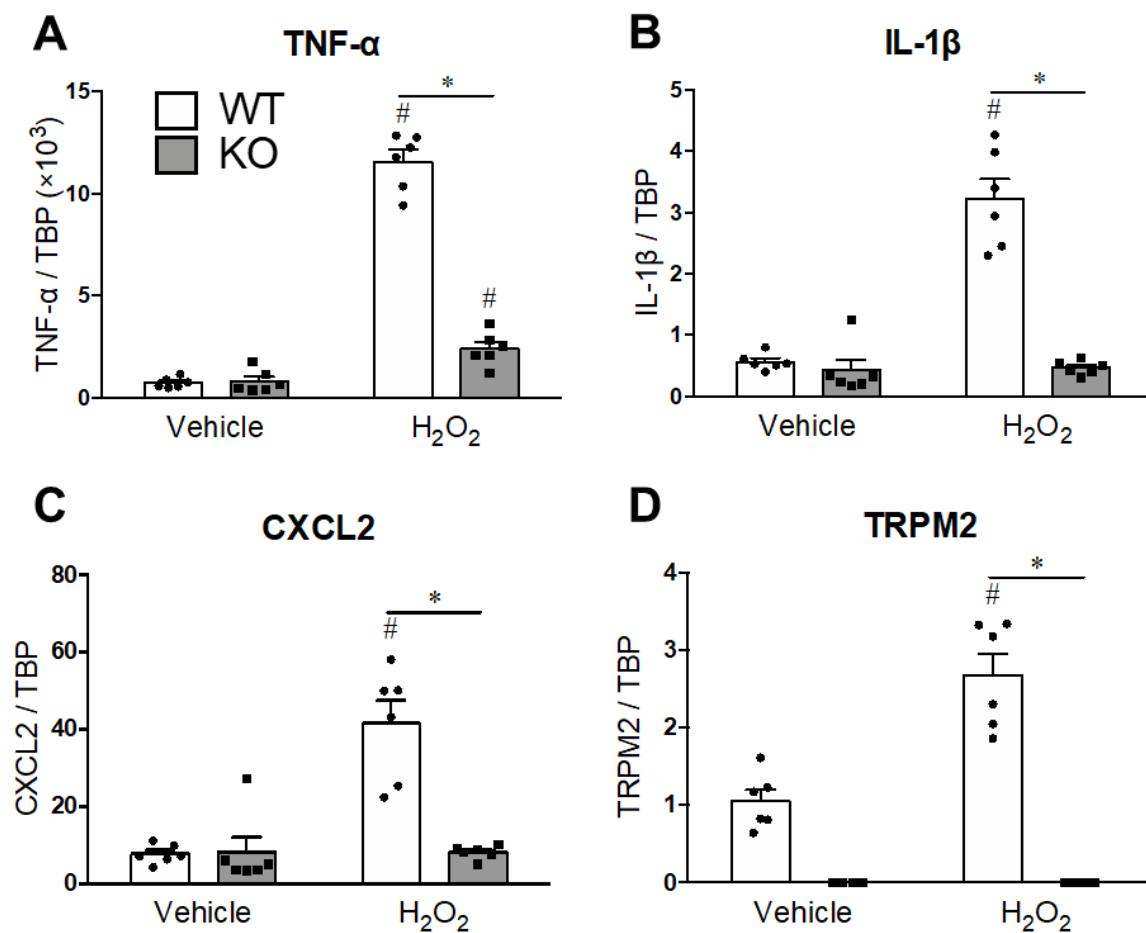 A
TNF-α
TNF-α / TBP (×10³)
15
10
5
0
WT
KO
*
#
#
Vehicle
H₂O₂
B
IL-1β
IL-1β / TBP
5
4
3
2
1
0
*
#
Vehicle
H₂O₂
C
CXCL2
CXCL2 / TBP
80
60
40
20
0
*
#
Vehicle
H₂O₂
D
TRPM2
TRPM2 / TBP
4
3
2
1
0
*
#
Vehicle
H₂O₂